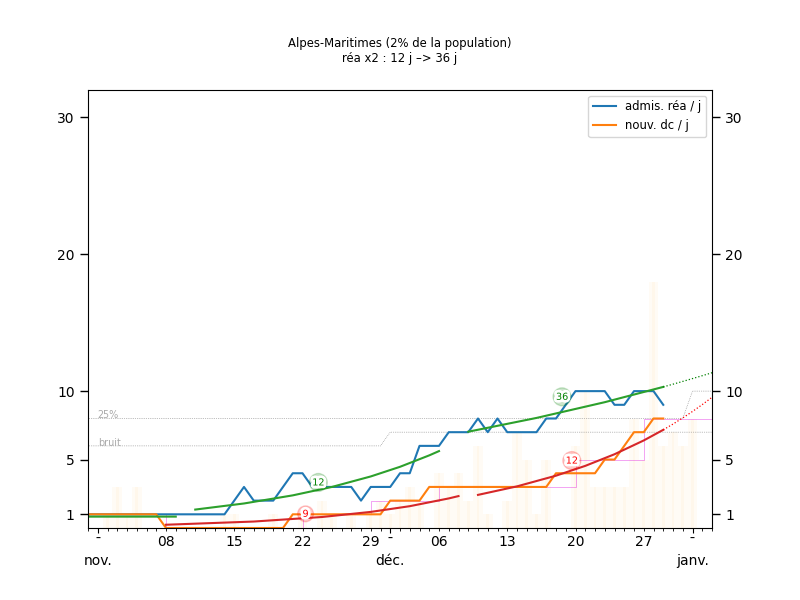 Alpes-Maritimes (2% de la population)
réa x2 : 12 j –> 36 j
admis. réa / j
nouv. dc / j
30 30
20 20
10 10
5 5
1 1
25%
bruit
36
12
12
9
- 08 15 22 29 - 06 13 20 27 -
nov. déc. janv.